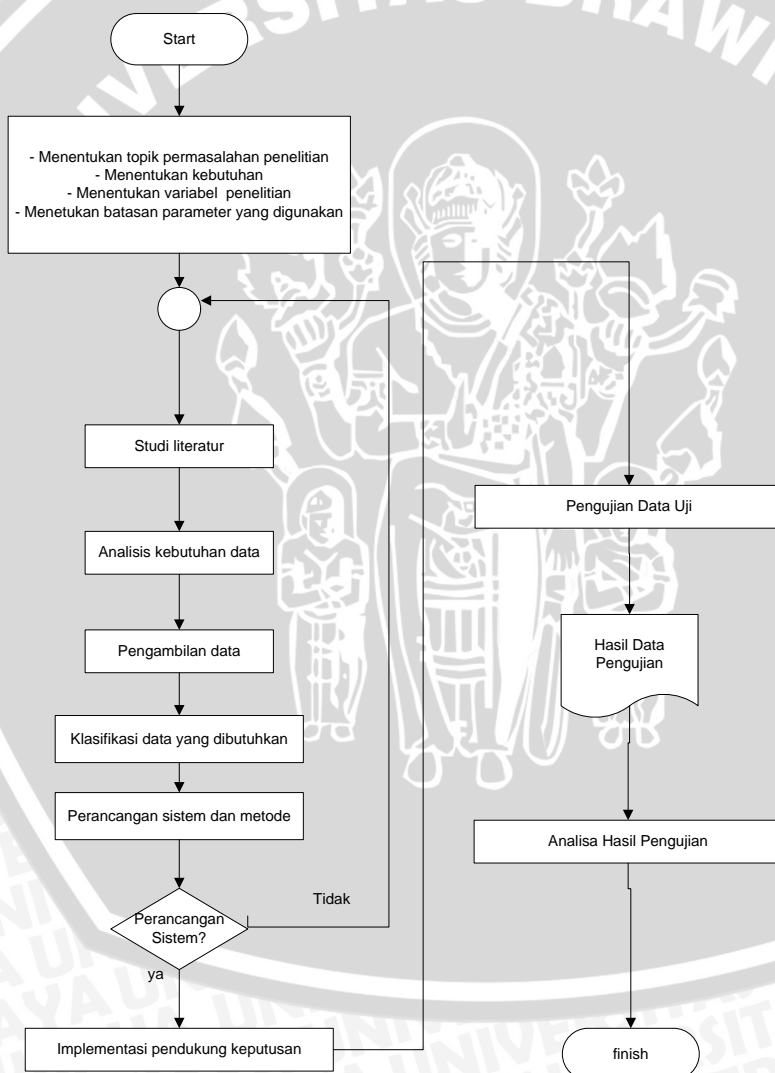 UNIVERSITAS BRAWI
Start
- Menentukan topik permasalahan penelitian
- Menentukan kebutuhan
- Menentukan variabel penelitian
- Menetukan batasan parameter yang digunakan
Studi literatur
Analisis kebutuhan data
Pengambilan data
Klasifikasi data yang dibutuhkan
Perancangan sistem dan metode
Perancangan
Sistem?
Tidak
ya
Implementasi pendukung keputusan
Pengujian Data Uji
Hasil Data
Pengujian
Analisa Hasil Pengujian
finish